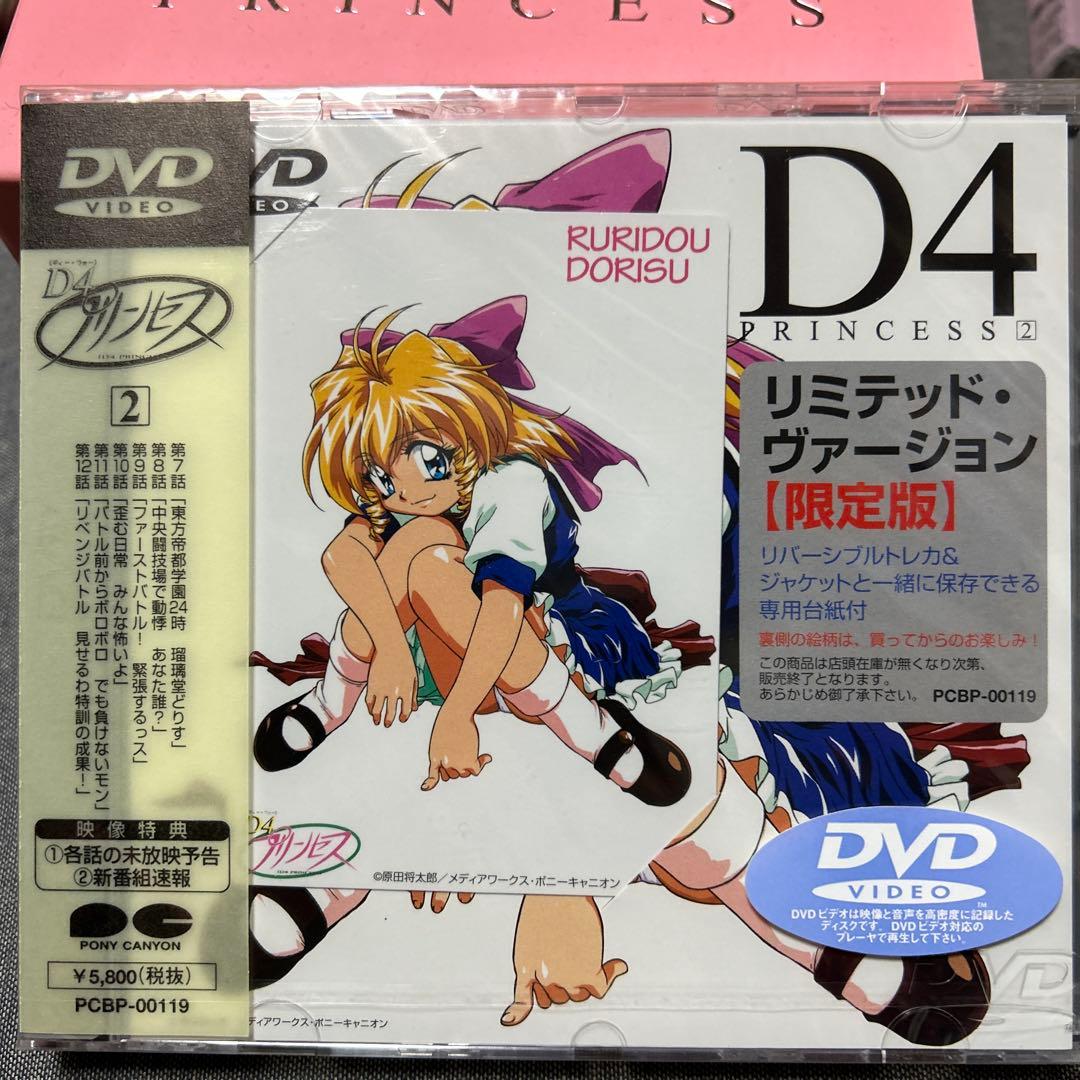 PRINCESS
DVD
VIDEO
(ディー・フォー)
D4
プリンセス
2
第7話「東方帝都学園24時 瑠璃堂どりす」
第8話「中央闘技場で動悸 あなた誰?」
第9話「ファーストバトル! 緊張するっス」
第10話「歪む日常 みんな怖いよ」
第11話「バトル前からボロボロ でも負けないモン」
第12話「リベンジバトル 見せるわ特訓の成果!」
映像特典
①各話の未放映予告
②新番組速報
PONY CANYON
¥5,800(税抜)
PCBP-00119
RURIDOU
DORISU
D4
プリンセス
©原田将太郎/メディアワークス・ポニーキャニオン
ディアワークス・ポニーキャニオン
D4
PRINCESS 2
リミテッド・
ヴァージョン
【限定版】
リバーシブルトレカ&
ジャケットと一緒に保存できる
専用台紙付
裏側の絵柄は、買ってからのお楽しみ!
この商品は店頭在庫が無くなり次第、
販売終了となります。
あらかじめ御了承下さい。 PCBP-00119
DVD
VIDEO
TM
DVDビデオは映像と音声を高密度に記録した
ディスクです。DVDビデオ対応の
プレーヤで再生して下さい。
DVD